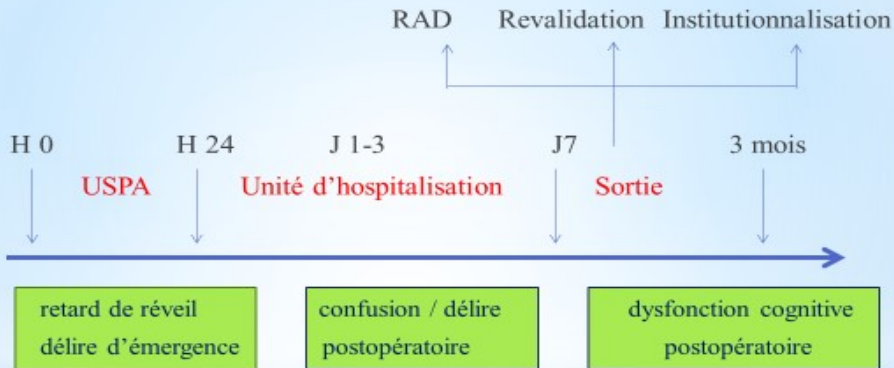 RAD Revalidation Institutionnalisation
H 0 H 24 J 1-3 J7 3 mois
USPA Unité d’hospitalisation Sortie
retard de réveil
délire d’émergence
confusion / délire
postopératoire
dysfonction cognitive
postopératoire